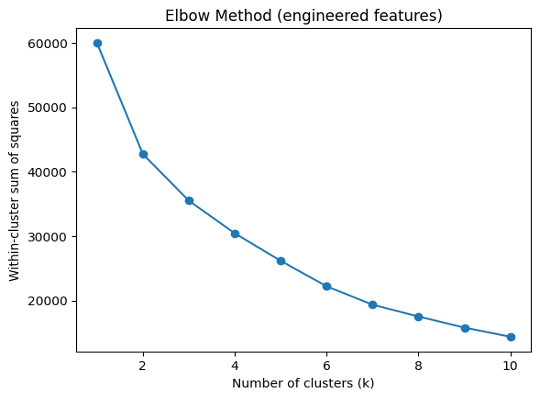 Elbow Method (engineered features)
60000
50000
40000
30000
20000
Within-cluster sum of squares
2 4 6 8 10
Number of clusters (k)